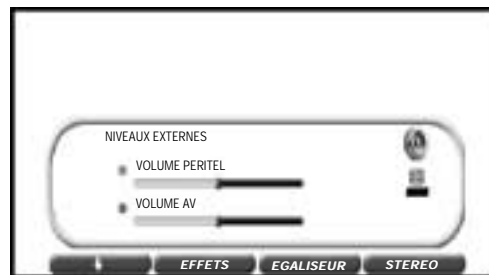 NIVEAUX EXTERNES
VOLUME PERITEL
VOLUME AV
EFFETS EGALISEUR STEREO